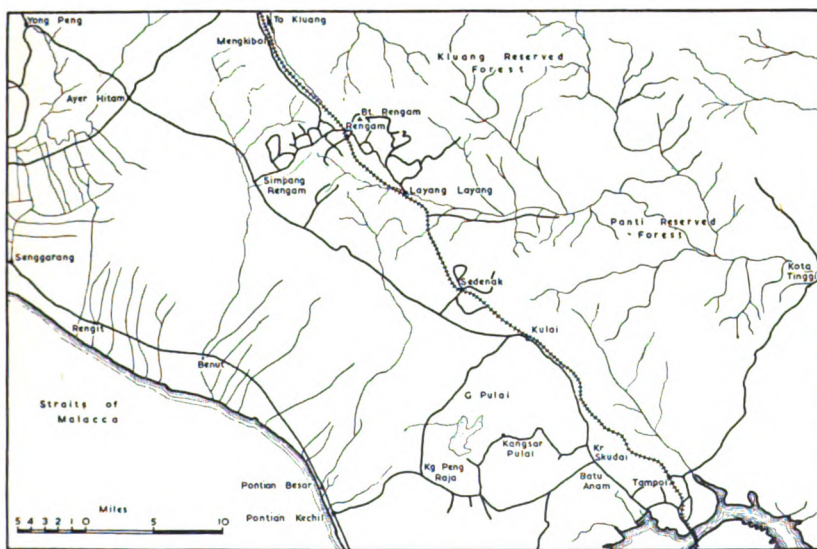 Yong Peng
To Kluang
Mengkibol
Kluang Reserved
Forest
Ayer Hitam
Bt. Rengam
Rengam
Simpang
Rengam
Layang Layang
Panti Reserved
Forest
Senggarang
Sedenak
Kota
Tinggi
Rengit
Kulai
Benut
G Pulai
Straits of
Malacca
Kangsar
Pulai
Kr
Skudai
Kg Peng
Raja
Batu
Anam
Tampoi
Pontian Besar
Pontian Kechil
Miles
5 4 3 2 1 0 5 10